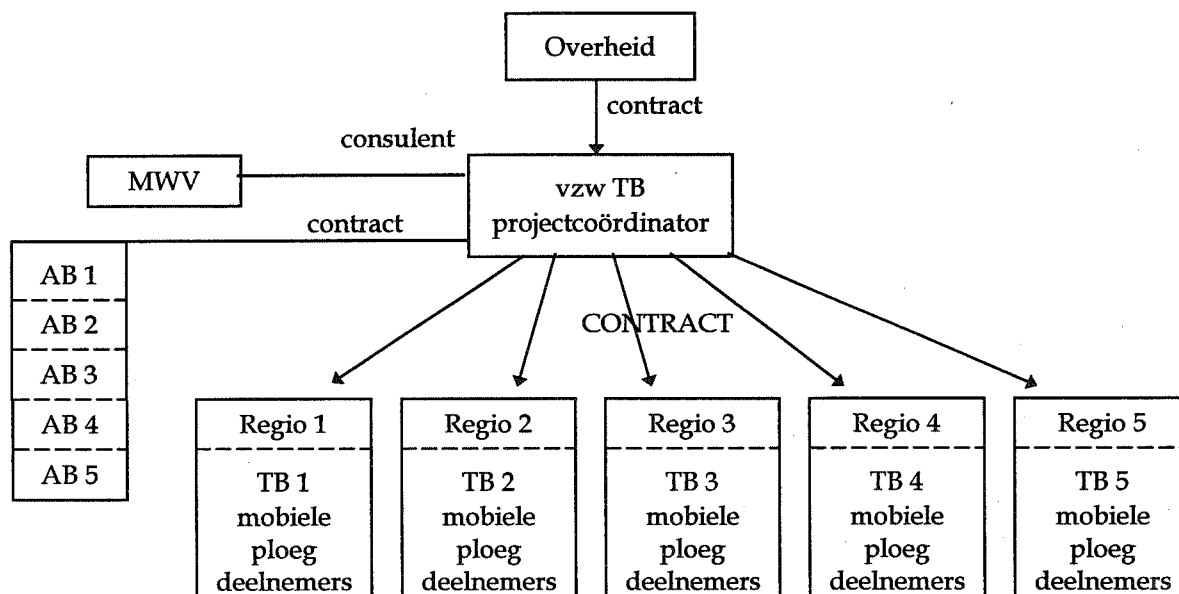 Overheid
contract
consulent
MWV
vzw TB
projectcoördinator
contract
AB 1
AB 2
AB 3
AB 4
AB 5
CONTRACT
Regio 1
TB 1
mobiele
ploeg
deelnemers
Regio 2
TB 2
mobiele
ploeg
deelnemers
Regio 3
TB 3
mobiele
ploeg
deelnemers
Regio 4
TB 4
mobiele
ploeg
deelnemers
Regio 5
TB 5
mobiele
ploeg
deelnemers